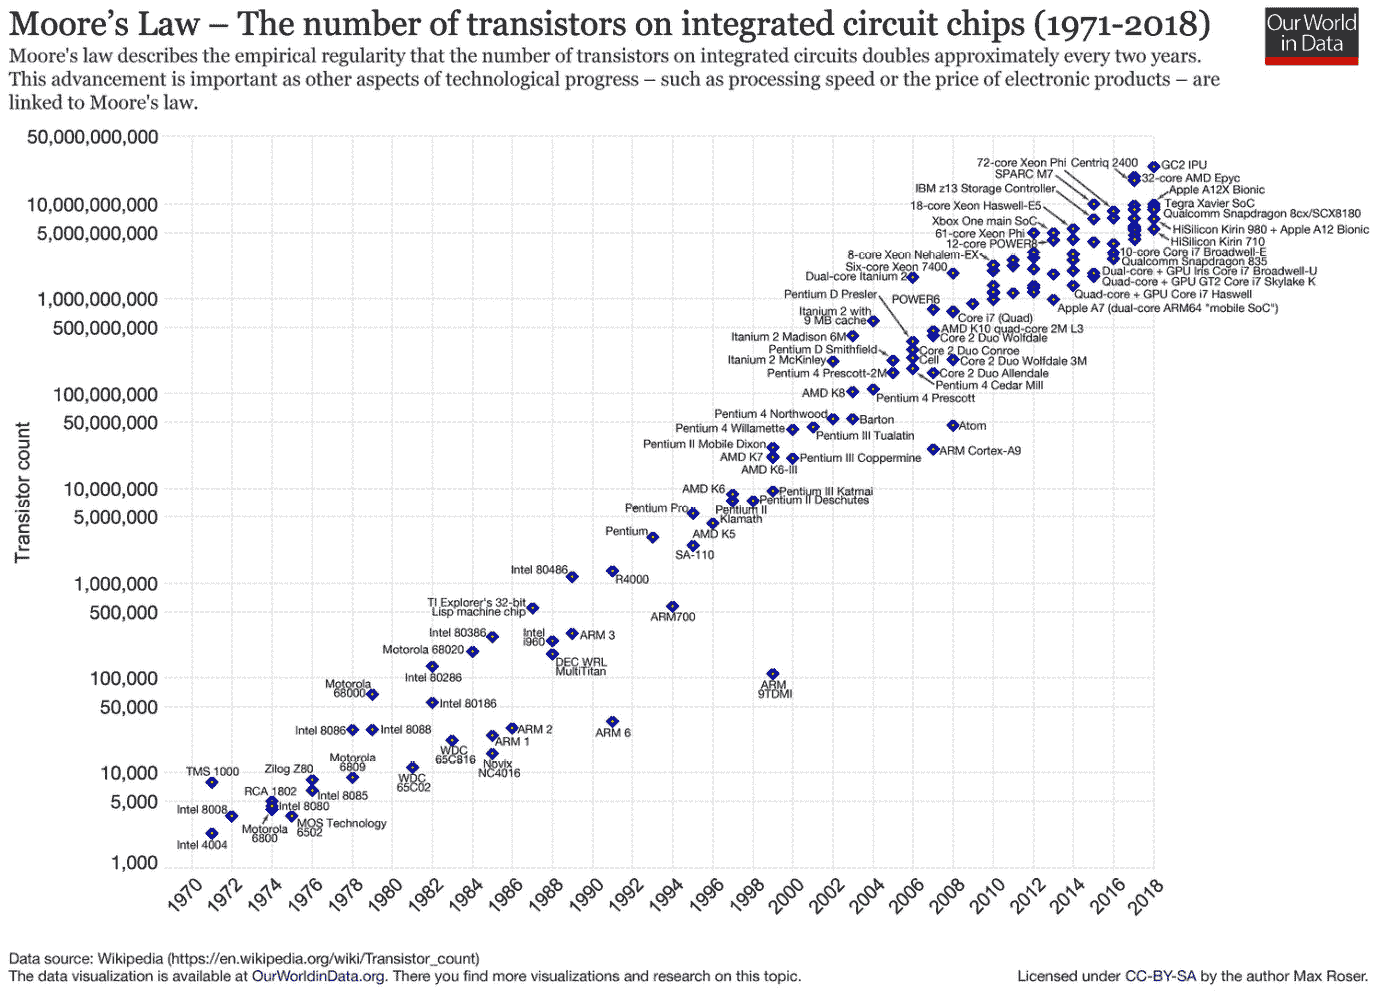 Moore's Law – The number of transistors on integrated circuit chips (1971-2018)
Our World
in Data
Moore's law describes the empirical regularity that the number of transistors on integrated circuits doubles approximately every two years.
This advancement is important as other aspects of technological progress – such as processing speed or the price of electronic products – are
linked to Moore's law.
Transistor count
50,000,000,000
10,000,000,000
5,000,000,000
1,000,000,000
500,000,000
100,000,000
50,000,000
10,000,000
5,000,000
1,000,000
500,000
100,000
50,000
10,000
5,000
1,000
72-core Xeon Phi
Centriq 2400
GC2 IPU
SPARC M7
32-core AMD Epyc
IBM z13 Storage Controller
Apple A12X Bionic
18-core Xeon Haswell-E5
Tegra Xavier SoC
Xbox One main SoC
Qualcomm Snapdragon 8cx/SCX8180
61-core Xeon Phi
HiSilicon Kirin 980 + Apple A12 Bionic
12-core POWER8
HiSilicon Kirin 710
8-core Xeon Nehalem-EX
10-core Core i7 Broadwell-E
Six-core Xeon 7400
Qualcomm Snapdragon 835
Dual-core Itanium 2
Dual-core + GPU Iris Core i7 Broadwell-U
Quad-core + GPU GT2 Core i7 Skylake K
Pentium D Presler
POWER6
Quad-core + GPU Core i7 Haswell
Apple A7 (dual-core ARM64 "mobile SoC")
Itanium 2 with
9 MB cache
Core i7 (Quad)
AMD K10 quad-core 2M L3
Itanium 2 Madison 6M
Core 2 Duo Wolfdale
Pentium D Smithfield
Core 2 Duo Conroe
Itanium 2 McKinley
Cell
Core 2 Duo Wolfdale 3M
Pentium 4 Prescott-2M
Core 2 Duo Allendale
Pentium 4 Cedar Mill
AMD K8
Pentium 4 Prescott
Pentium 4 Northwood
Barton
Atom
Pentium 4 Willamette
Pentium III Tualatin
Pentium II Mobile Dixon
ARM Cortex-A9
AMD K7
Pentium III Coppermine
AMD K6-III
AMD K6
Pentium III Katmai
Pentium II Deschutes
Pentium Pro
Pentium II
Klamath
Pentium
AMD K5
SA-110
Intel 80486
R4000
TI Explorer's 32-bit
Lisp machine chip
ARM700
Intel 80386
Intel
i960
ARM 3
Motorola 68020
DEC WRL
MultiTitan
Intel 80286
Motorola
68000
ARM
9TDMI
Intel 80186
Intel 8086
Intel 8088
ARM 2
ARM 6
ARM 1
WDC
65C816
Novix
NC4016
Motorola
6809
WDC
65C02
TMS 1000
Zilog Z80
RCA 1802
Intel 8085
Intel 8008
Intel 8080
MOS Technology
6502
Motorola
6800
Intel 4004
1970
1972
1974
1976
1978
1980
1982
1984
1986
1988
1990
1992
1994
1996
1998
2000
2002
2004
2006
2008
2010
2012
2014
2016
2018
Data source: Wikipedia (https://en.wikipedia.org/wiki/Transistor_count)
The data visualization is available at OurWorldinData.org. There you find more visualizations and research on this topic.
Licensed under CC-BY-SA by the author Max Roser.